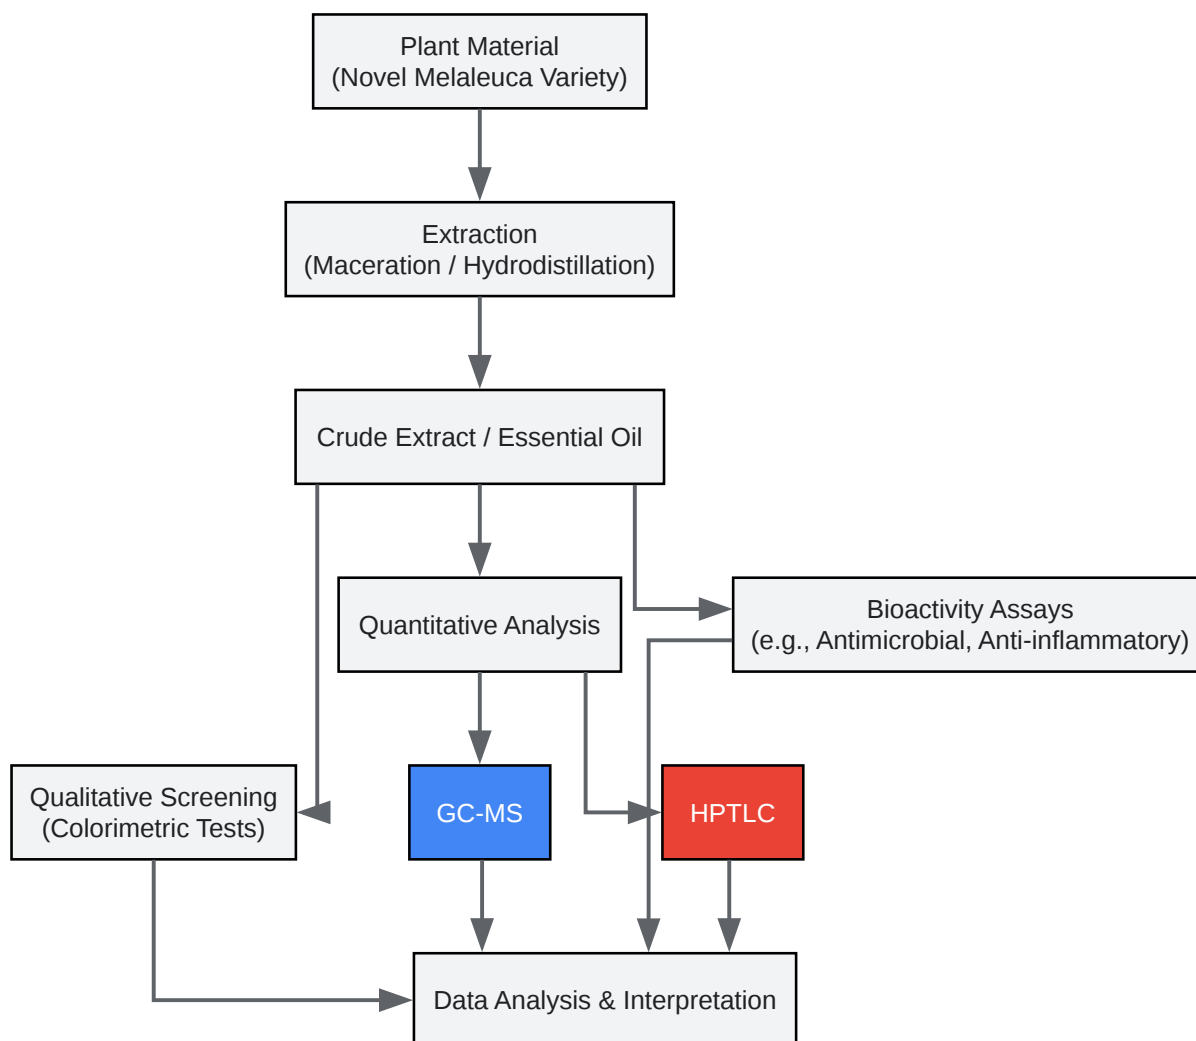 Plant Material
(Novel Melaleuca Variety)
Extraction
(Maceration / Hydrodistillation)
Crude Extract / Essential Oil
Quantitative Analysis
Bioactivity Assays
(e.g., Antimicrobial, Anti-inflammatory)
Qualitative Screening
(Colorimetric Tests)
GC-MS
HPTLC
Data Analysis & Interpretation